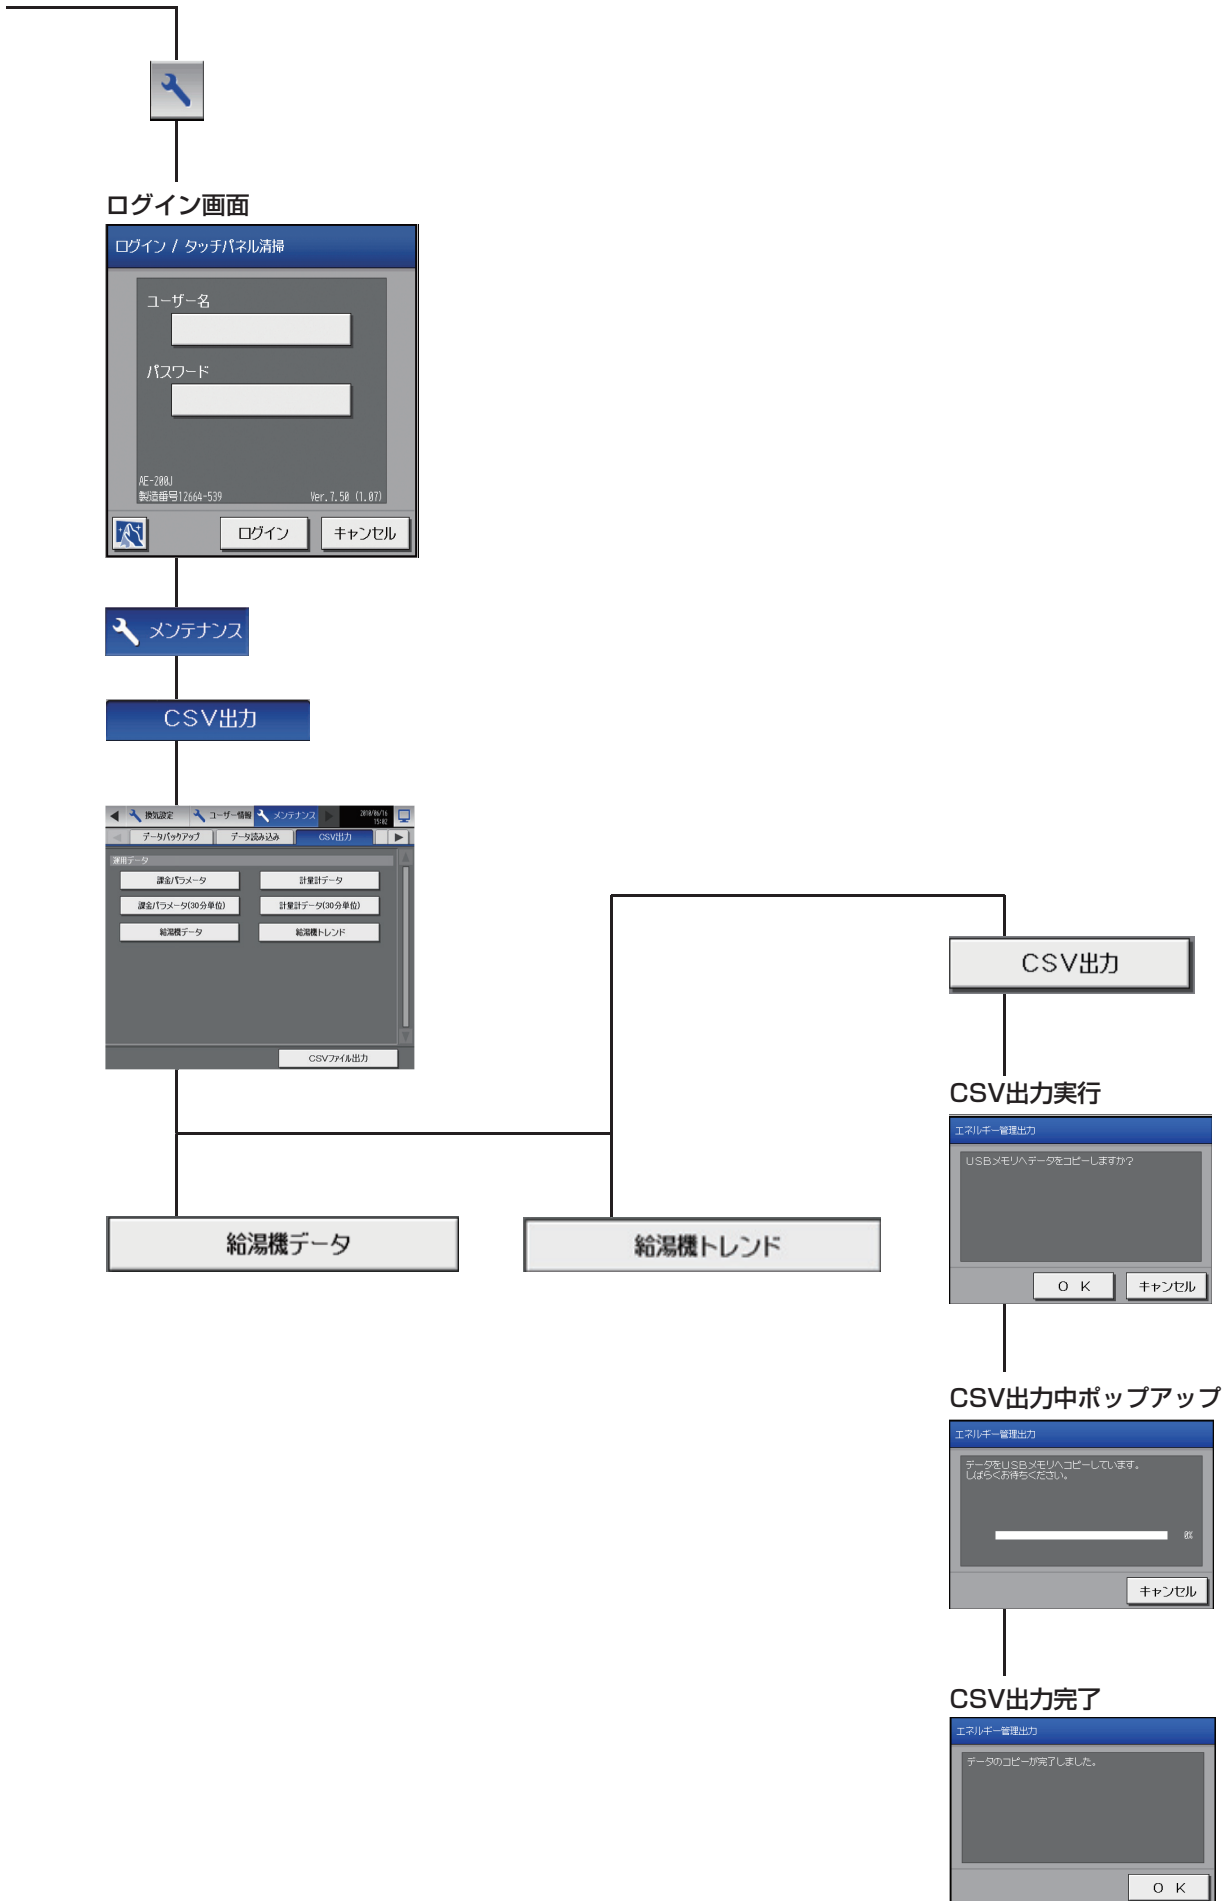 ログイン画面
ログイン / タッチパネル清掃
ユーザー名
パスワード
AE-200J
製造番号12664-539
Ver.7.50 (1.07)
ログイン
キャンセル
メンテナンス
CSV出力
換気設定
ユーザー情報
メンテナンス
2018/06/16
15:02
データバックアップ
データ読み込み
CSV出力
運用データ
課金パラメータ
計量計データ
課金パラメータ(30分単位)
計量計データ(30分単位)
給湯機データ
給湯機トレンド
CSVファイル出力
給湯機データ
給湯機トレンド
CSV出力
CSV出力実行
エネルギー管理出力
USBメモリへデータをコピーしますか?
O K
キャンセル
CSV出力中ポップアップ
エネルギー管理出力
データをUSBメモリへコピーしています。
しばらくお待ちください。
0%
キャンセル
CSV出力完了
エネルギー管理出力
データのコピーが完了しました。
O K